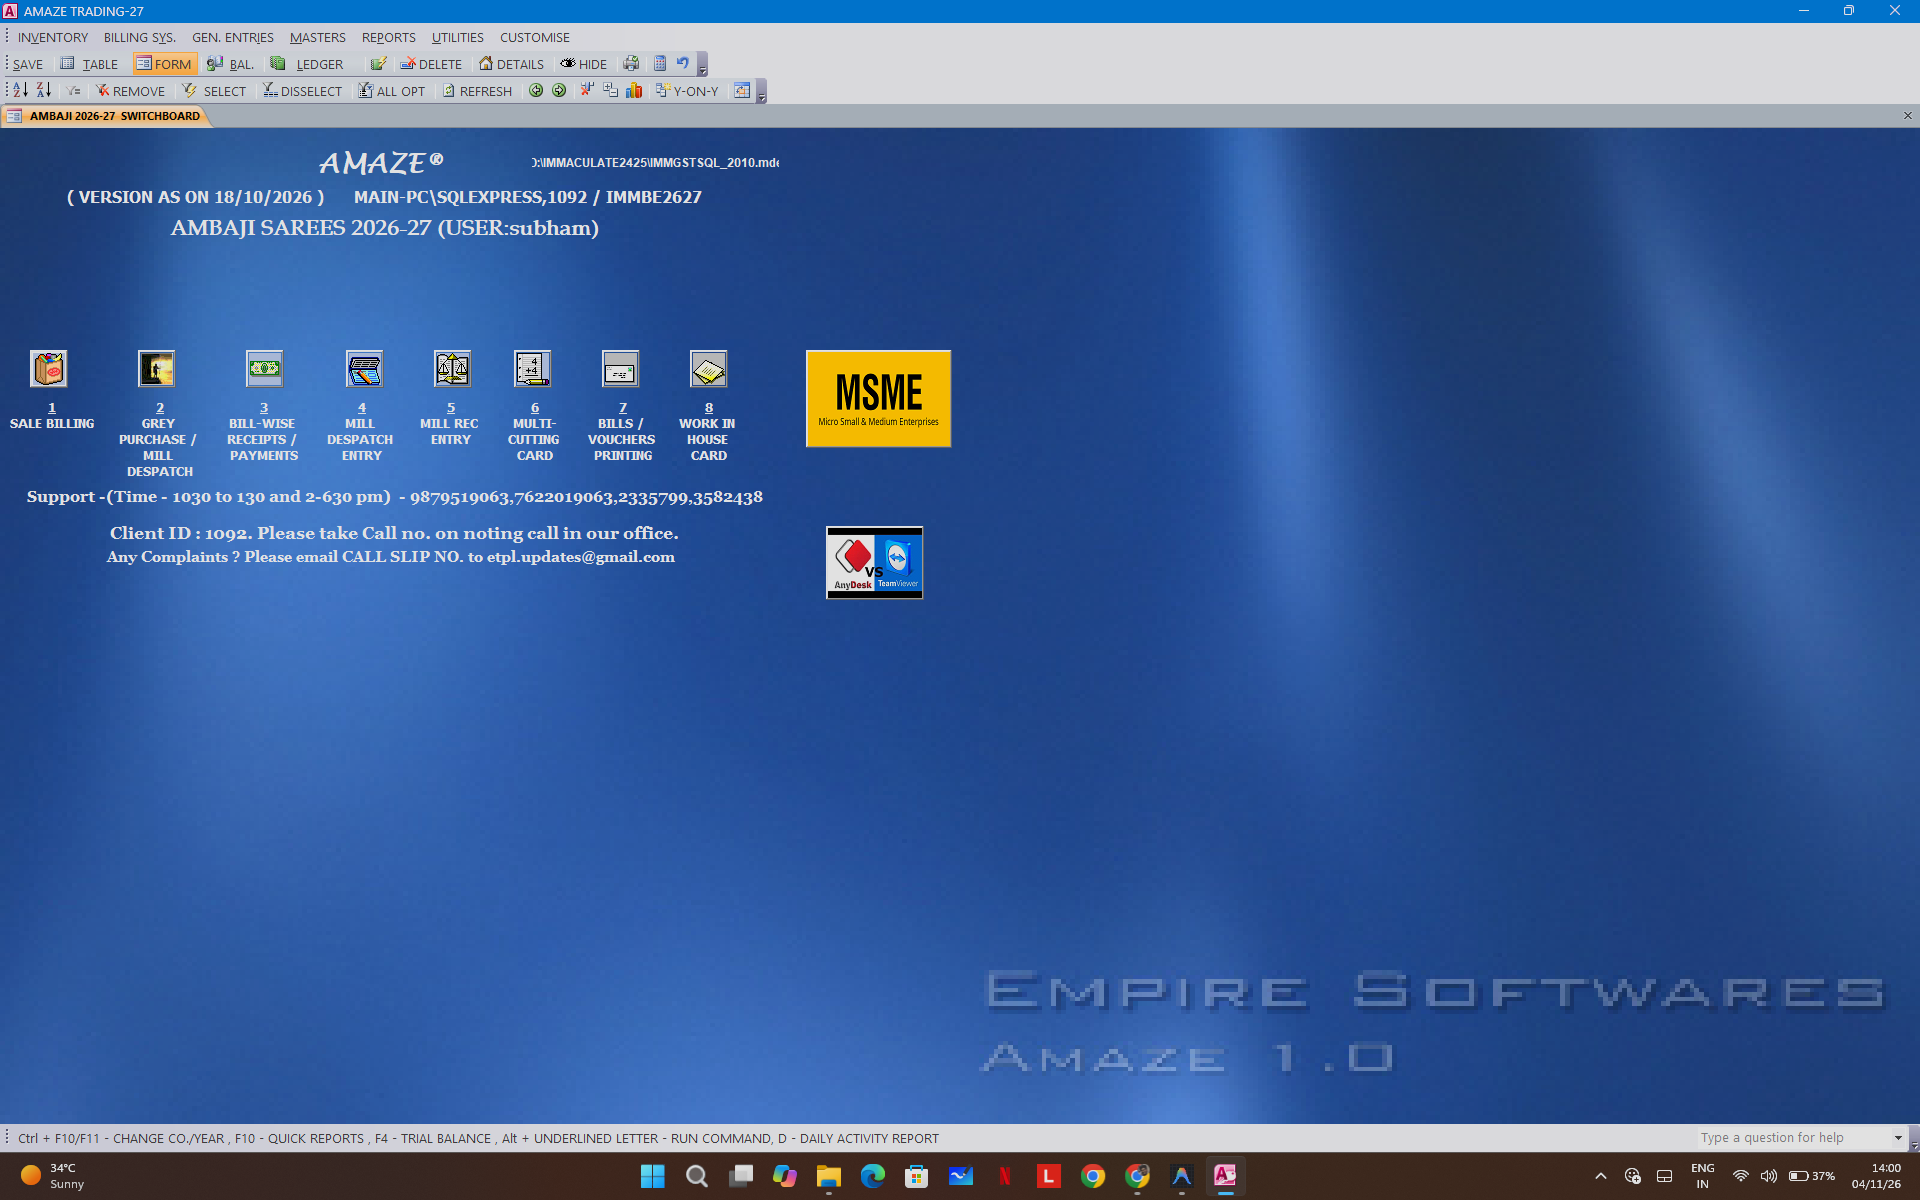 AMAZE TRADING-27
INVENTORY BILLING SYS. GEN. ENTRIES MASTERS REPORTS UTILITIES CUSTOMISE
SAVE TABLE FORM BAL. LEDGER DELETE DETAILS HIDE
REMOVE SELECT DISSELECT ALL OPT REFRESH Y-ON-Y
AMBAJI 2026-27 SWITCHBOARD
AMAZE®
D:\IMMACULATE2425\IMMGSTSQL_2010.mde
( VERSION AS ON 18/10/2026 ) MAIN-PC\SQLEXPRESS,1092 / IMMBE2627
AMBAJI SAREES 2026-27 (USER:subham)
1
SALE BILLING
2
GREY
PURCHASE /
MILL
DESPATCH
3
BILL-WISE
RECEIPTS /
PAYMENTS
4
MILL
DESPATCH
ENTRY
5
MILL REC
ENTRY
6
MULTI-
CUTTING
CARD
7
BILLS /
VOUCHERS
PRINTING
8
WORK IN
HOUSE
CARD
MSME
Micro Small & Medium Enterprises
Support -(Time - 1030 to 130 and 2-630 pm) - 9879519063,7622019063,2335799,3582438
Client ID : 1092. Please take Call no. on noting call in our office.
Any Complaints ? Please email CALL SLIP NO. to etpl.updates@gmail.com
AnyDesk VS TeamViewer
EMPIRE SOFTWARES
AMAZE 1.0
Ctrl + F10/F11 - CHANGE CO./YEAR , F10 - QUICK REPORTS , F4 - TRIAL BALANCE , Alt + UNDERLINED LETTER - RUN COMMAND, D - DAILY ACTIVITY REPORT
Type a question for help
34°C
Sunny
ENG
IN
37%
14:00
04/11/26